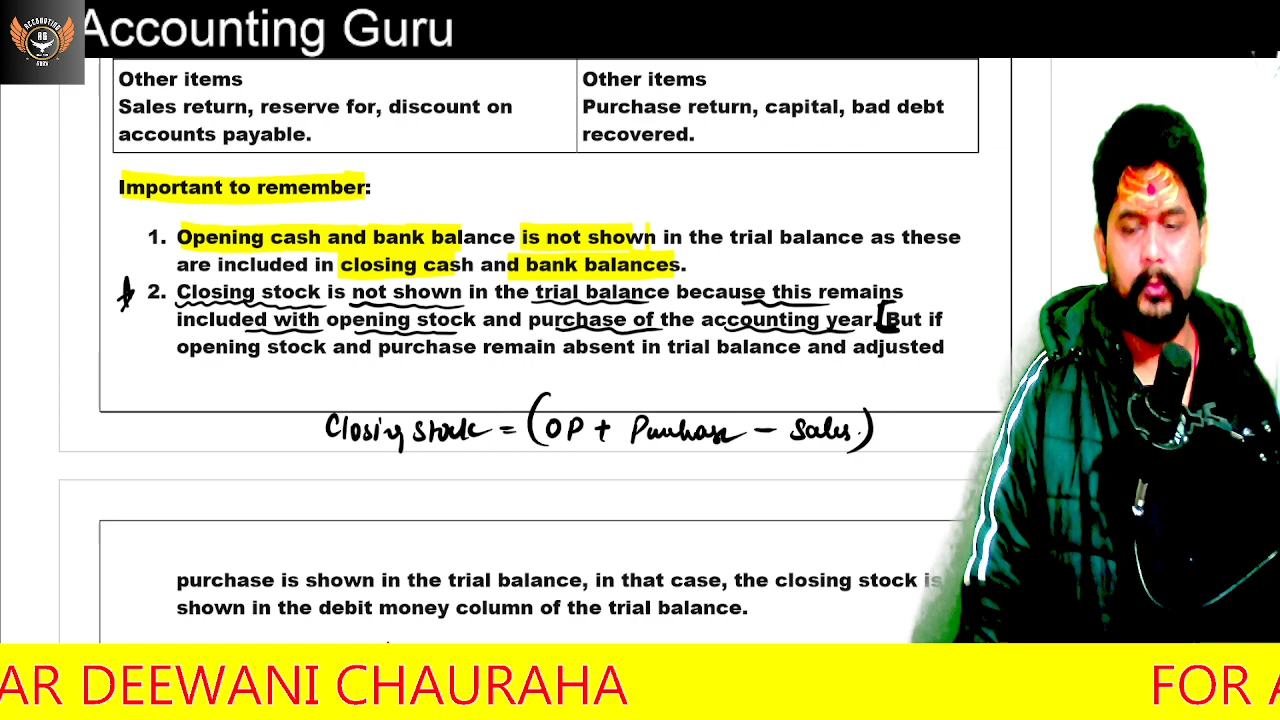 Accounting Guru
ACCOUNTING
AG
GURU
Other items
Sales return, reserve for, discount on
accounts payable.
Other items
Purchase return, capital, bad debt
recovered.
Important to remember:
1. Opening cash and bank balance is not shown in the trial balance as these
are included in closing cash and bank balances.
2. Closing stock is not shown in the trial balance because this remains
included with opening stock and purchase of the accounting year. [But if
opening stock and purchase remain absent in trial balance and adjusted
Closing stock = (OP + Purchase - Sales.)
purchase is shown in the trial balance, in that case, the closing stock is
shown in the debit money column of the trial balance.
AR DEEWANI CHAURAHA
FOR A